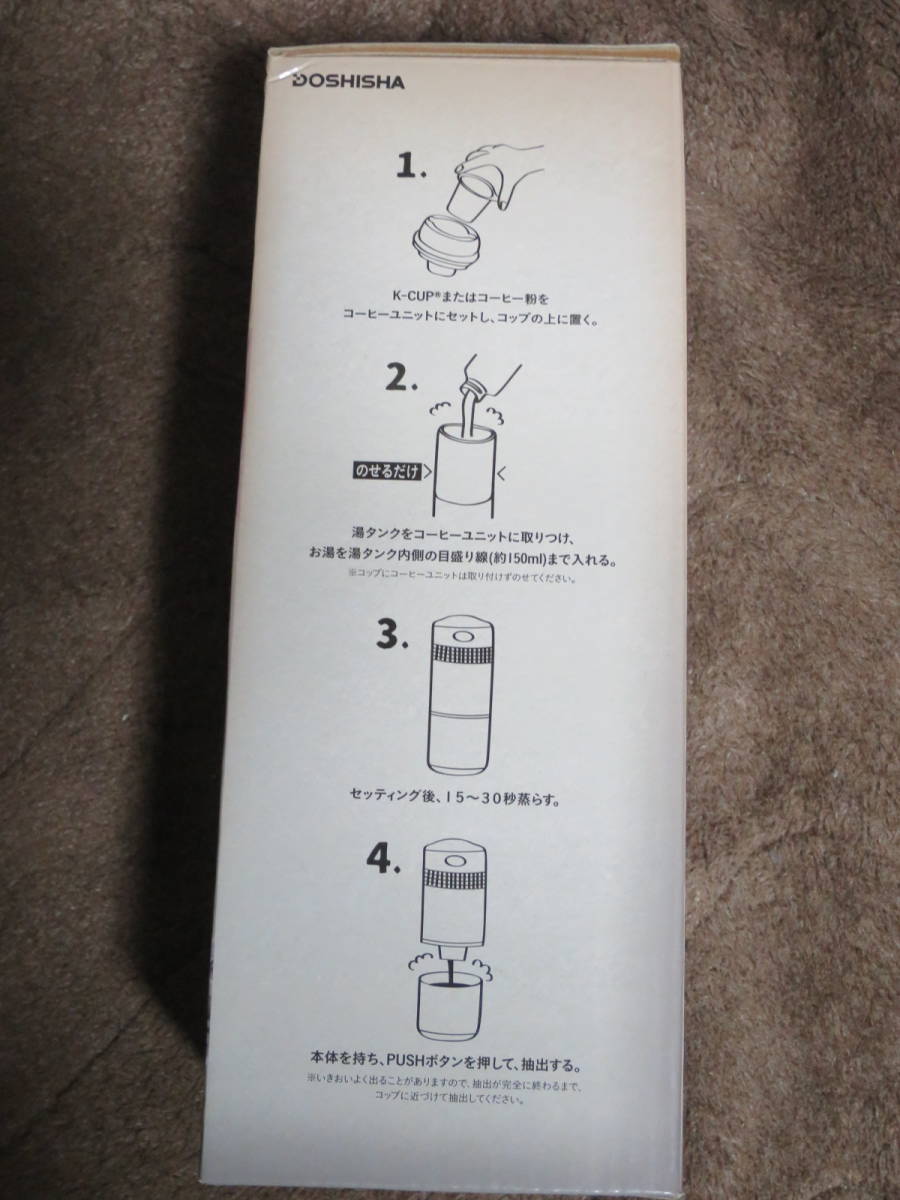 DOSHISHA
1.
K-CUP®またはコーヒー粉を
コーヒーユニットにセットし、コップの上に置く。
2.
のせるだけ
湯タンクをコーヒーユニットに取りつけ、
お湯を湯タンク内側の目盛り線(約150ml)まで入れる。
※コップにコーヒーユニットは取り付けずのせてください。
3.
セッティング後、15〜30秒蒸らす。
4.
本体を持ち、PUSHボタンを押して、抽出する。
※いきおいよく出ることがありますので、抽出が完全に終わるまで、
コップに近づけて抽出してください。